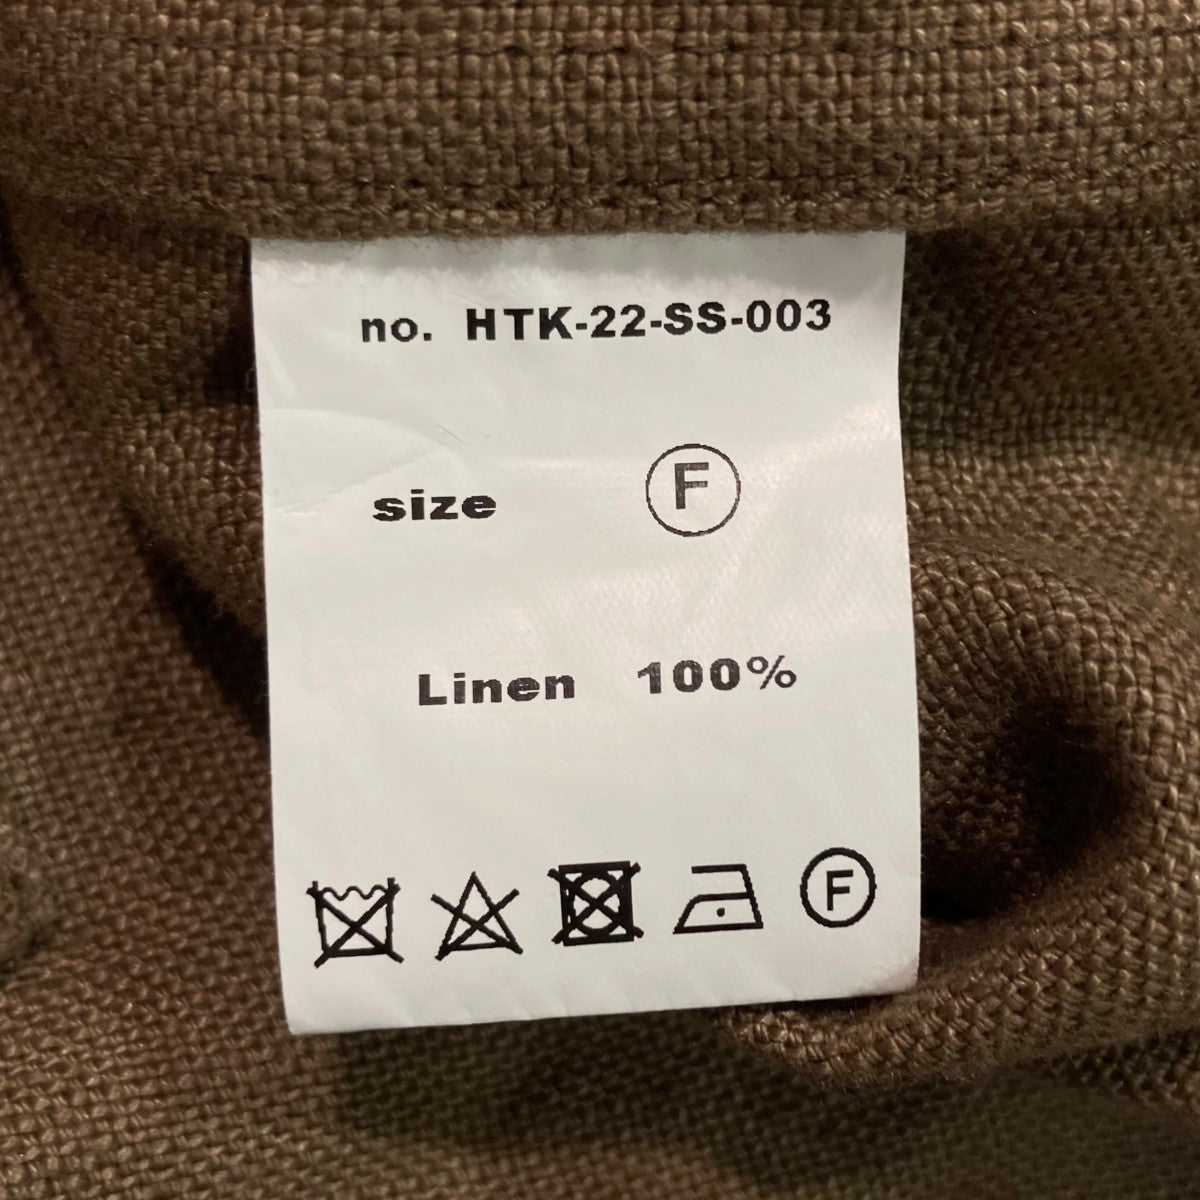 no. HTK-22-SS-003
size F
Linen 100%
F